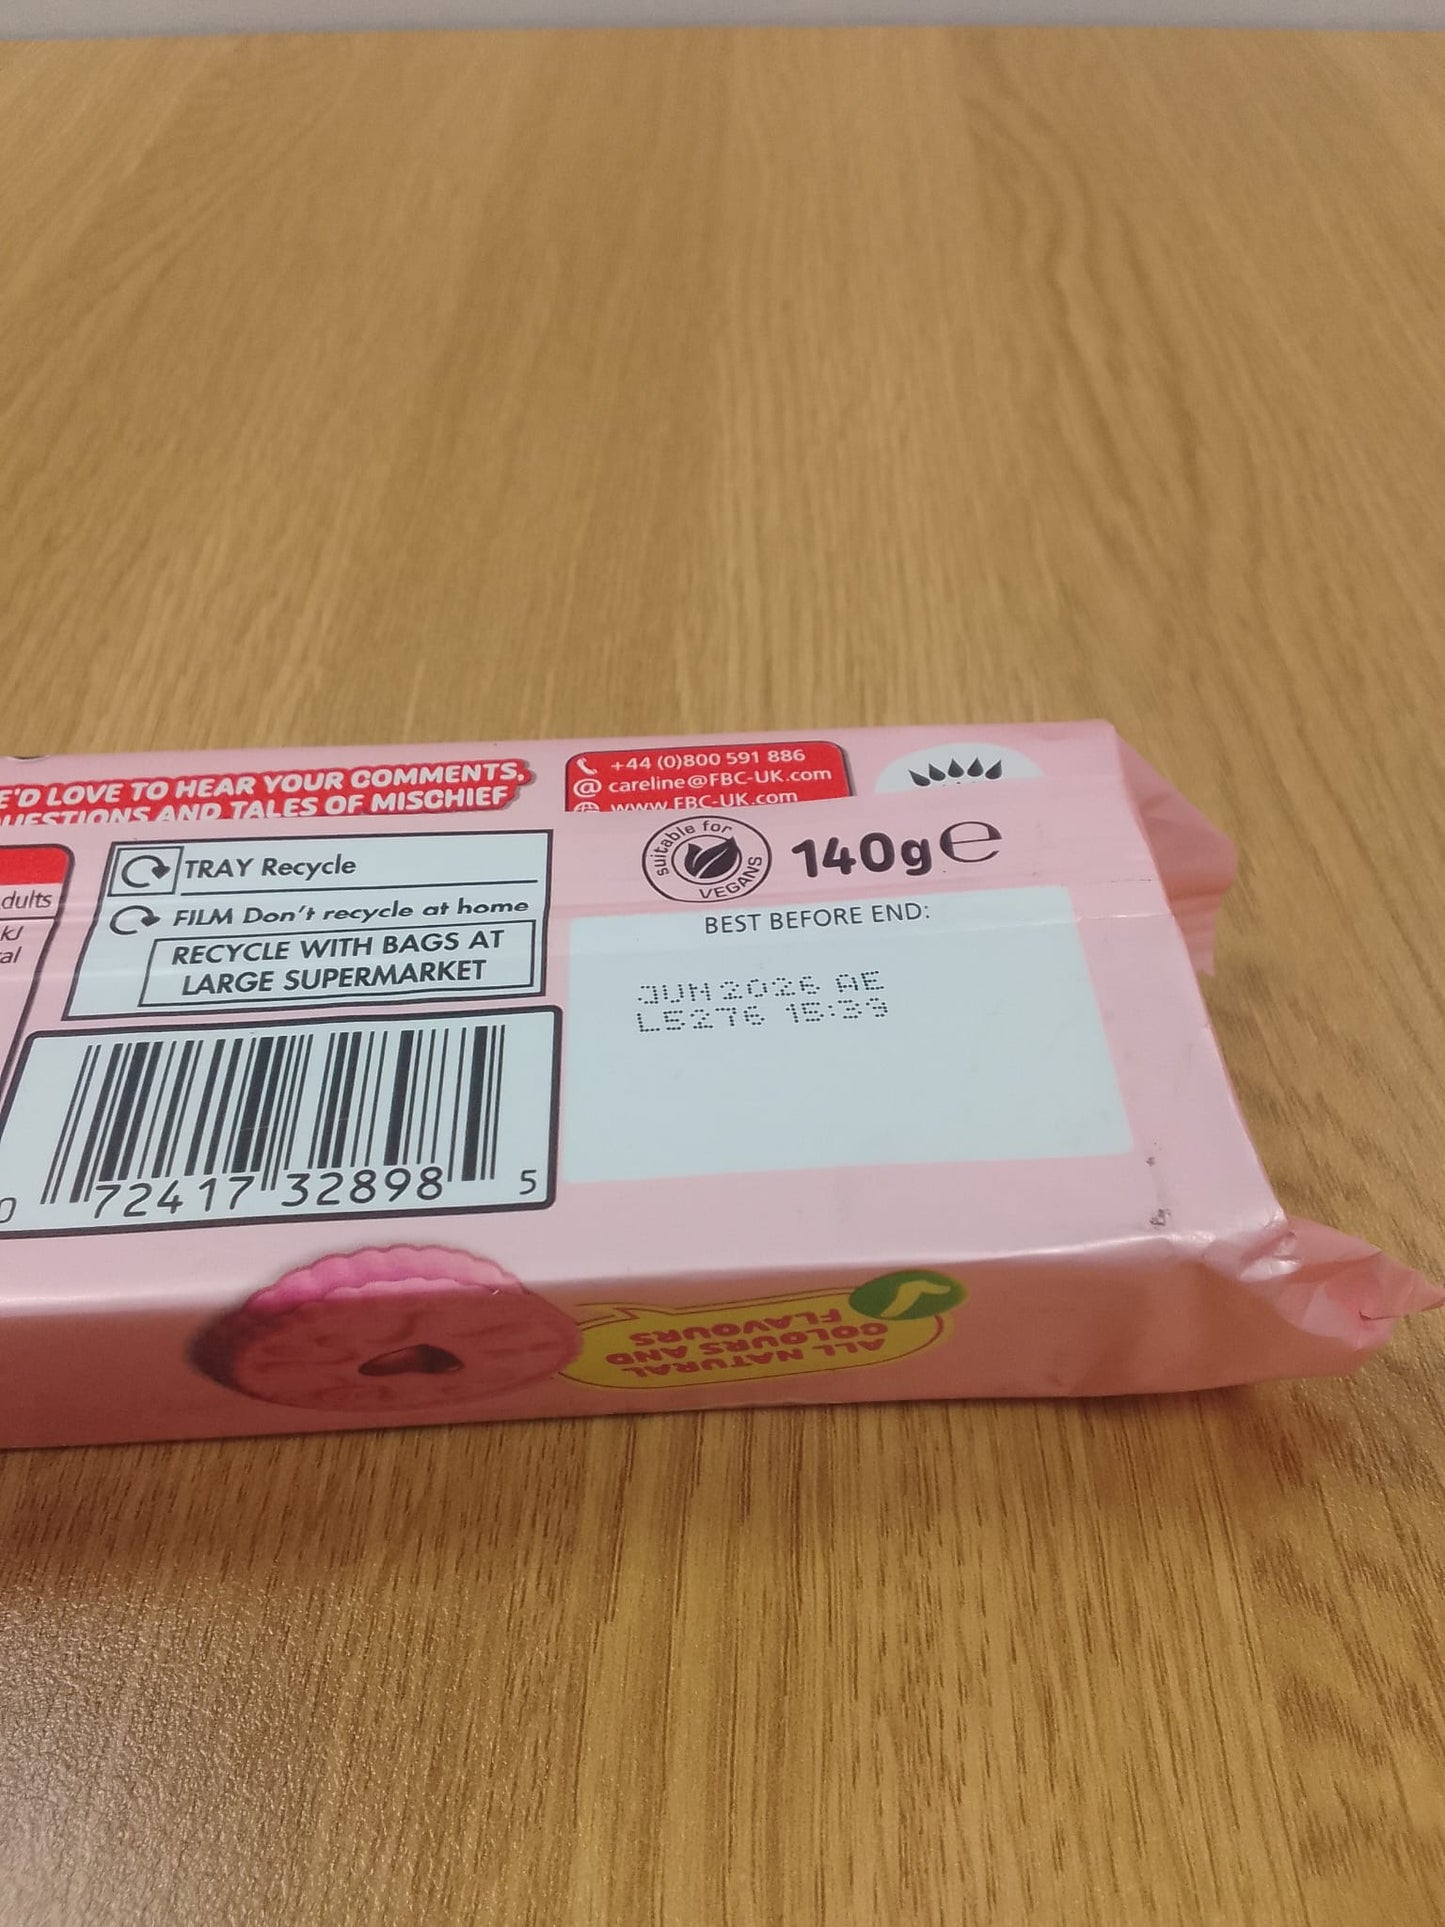 E'D LOVE TO HEAR YOUR COMMENTS,
UESTIONS AND TALES OF MISCHIEF
+44 (0)800 591 886
@ careline@FBC-UK.com
www.FBC-UK.com
dults
kJ
al
TRAY Recycle
FILM Don't recycle at home
RECYCLE WITH BAGS AT
LARGE SUPERMARKET
suitable for
VEGANS
140g e
BEST BEFORE END:
JUN 2026 AE
L5276 15:39
0 72417 32898 5
ALL NATURAL
COLOURS AND
FLAVOURS